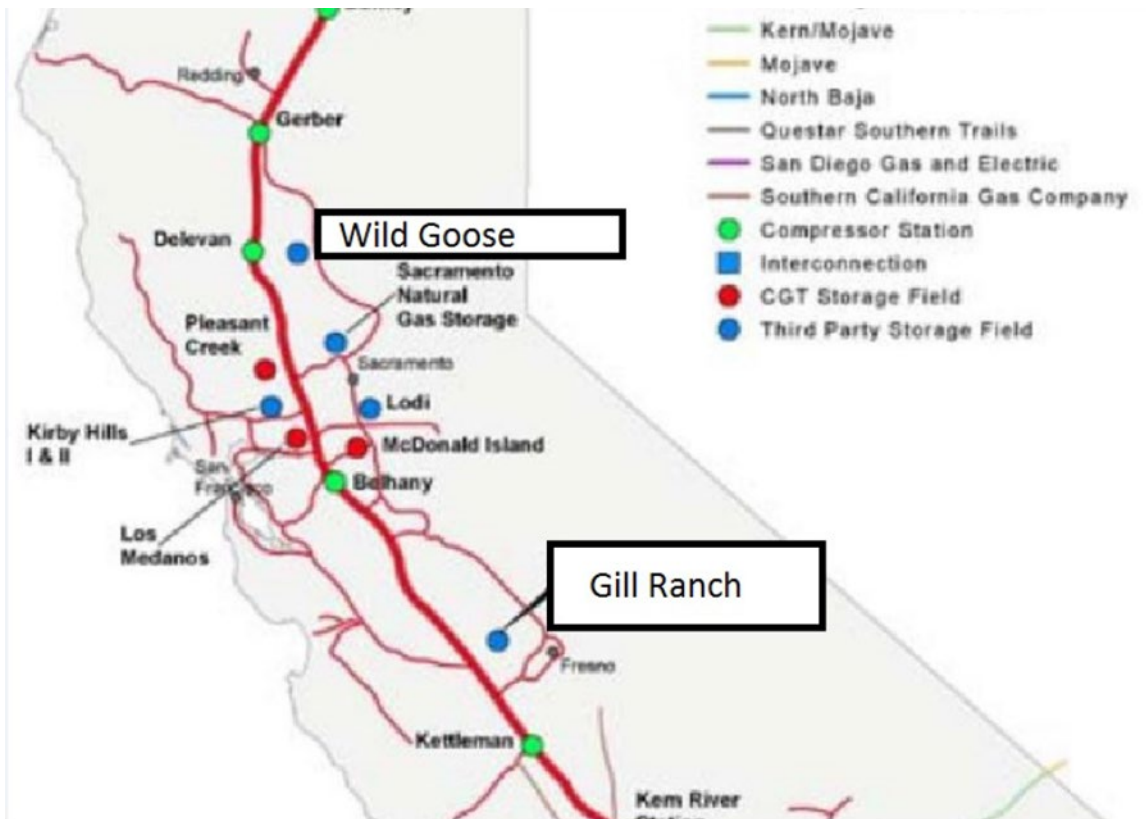 Redding
Gerber
Delevan
Wild Goose
Sacramento
Natural
Gas Storage
Pleasant
Creek
Sacramento
Lodi
Kirby Hills
I & II
McDonald Island
San
Francisco
Bethany
Los
Medanos
Gill Ranch
Fresno
Kettleman
Kern River
Kern/Mojave
Mojave
North Baja
Questar Southern Trails
San Diego Gas and Electric
Southern California Gas Company
Compressor Station
Interconnection
CGT Storage Field
Third Party Storage Field